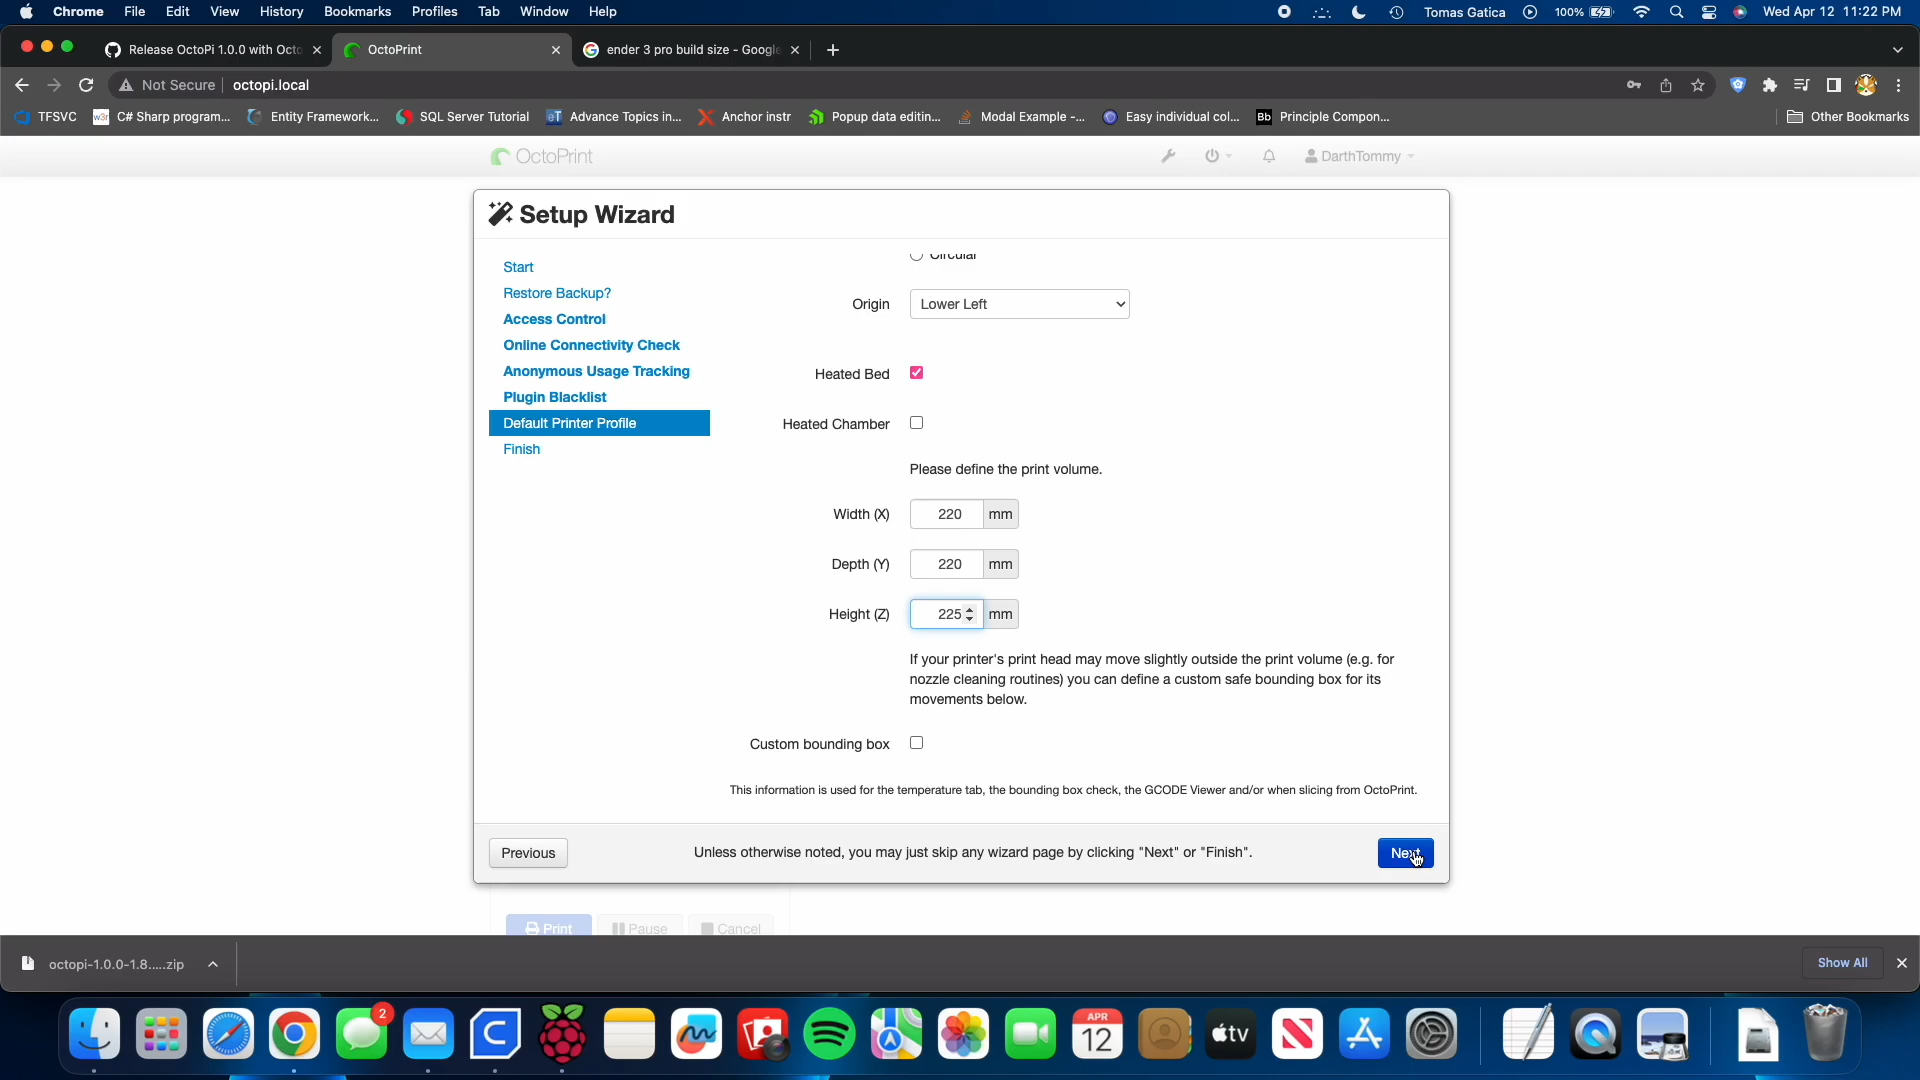 Chrome File Edit View History Bookmarks Profiles Tab Window Help Tomas Gatica 100% Wed Apr 12 11:22 PM
Release OctoPi 1.0.0 with Octo OctoPrint ender 3 pro build size - Google
Not Secure octopi.local
TFSVC w3r C# Sharp program... Entity Framework... SQL Server Tutorial eT Advance Topics in... Anchor instr Popup data editin... Modal Example -... Easy individual col... Bb Principle Compon... Other Bookmarks
OctoPrint DarthTommy
Setup Wizard
Start
Restore Backup?
Access Control
Online Connectivity Check
Anonymous Usage Tracking
Plugin Blacklist
Default Printer Profile
Finish
Circular
Origin Lower Left
Heated Bed
Heated Chamber
Please define the print volume.
Width (X) 220 mm
Depth (Y) 220 mm
Height (Z) 225 mm
If your printer's print head may move slightly outside the print volume (e.g. for
nozzle cleaning routines) you can define a custom safe bounding box for its
movements below.
Custom bounding box
This information is used for the temperature tab, the bounding box check, the GCODE Viewer and/or when slicing from OctoPrint.
Previous Unless otherwise noted, you may just skip any wizard page by clicking "Next" or "Finish". Next
Print Pause Cancel
octopi-1.0.0-1.8.....zip Show All
2
APR
12
tv